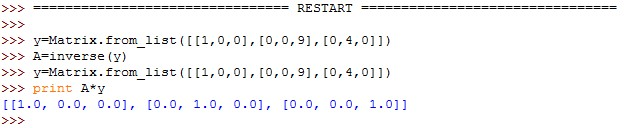 >>> ================================ RESTART ================================
>>>
>>> y=Matrix.from_list([[1,0,0],[0,0,9],[0,4,0]])
>>> A=inverse(y)
>>> y=Matrix.from_list([[1,0,0],[0,0,9],[0,4,0]])
>>> print A*y
[[1.0, 0.0, 0.0], [0.0, 1.0, 0.0], [0.0, 0.0, 1.0]]
>>>